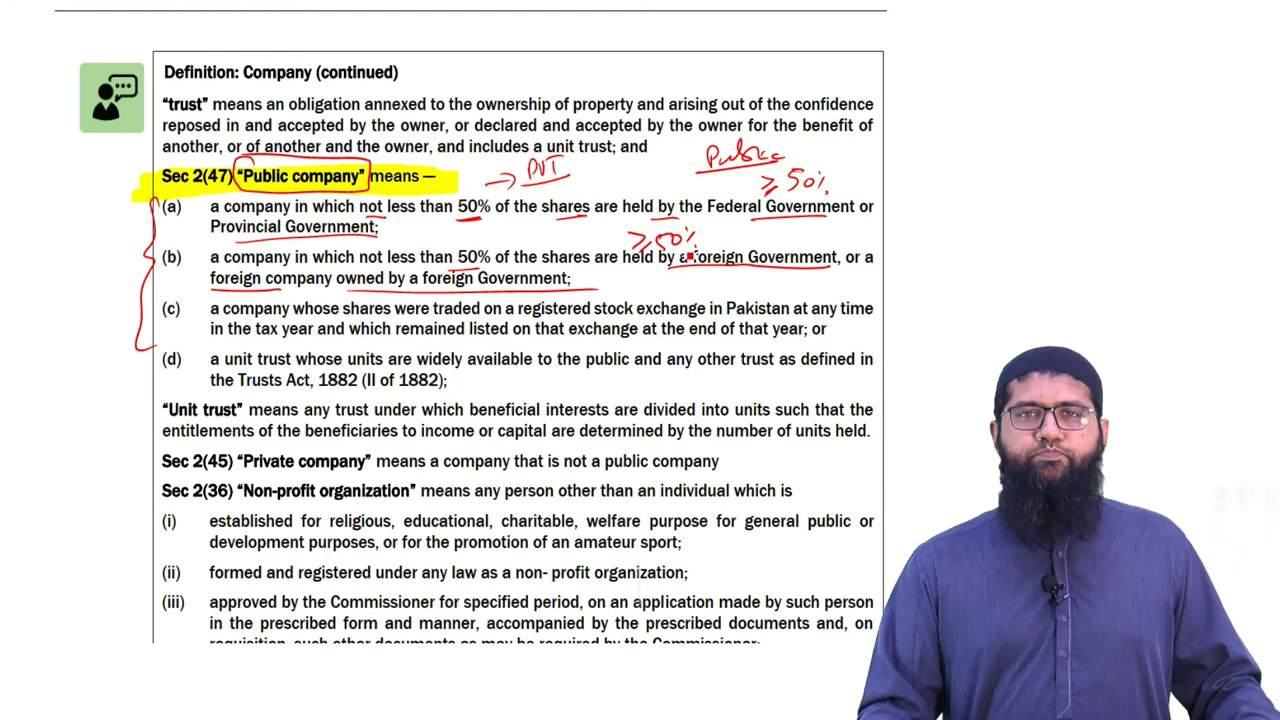 Definition: Company (continued)
“trust” means an obligation annexed to the ownership of property and arising out of the confidence
reposed in and accepted by the owner, or declared and accepted by the owner for the benefit of
another, or of another and the owner, and includes a unit trust; and
PVT
Public
≥ 50%
Sec 2(47) “Public company” means –
(a) a company in which not less than 50% of the shares are held by the Federal Government or
Provincial Government;
≥ 50%
(b) a company in which not less than 50% of the shares are held by a foreign Government, or a
foreign company owned by a foreign Government;
(c) a company whose shares were traded on a registered stock exchange in Pakistan at any time
in the tax year and which remained listed on that exchange at the end of that year; or
(d) a unit trust whose units are widely available to the public and any other trust as defined in
the Trusts Act, 1882 (II of 1882);
“Unit trust” means any trust under which beneficial interests are divided into units such that the
entitlements of the beneficiaries to income or capital are determined by the number of units held.
Sec 2(45) “Private company” means a company that is not a public company
Sec 2(36) “Non-profit organization” means any person other than an individual which is
(i) established for religious, educational, charitable, welfare purpose for general public or
development purposes, or for the promotion of an amateur sport;
(ii) formed and registered under any law as a non- profit organization;
(iii) approved by the Commissioner for specified period, on an application made by such person
in the prescribed form and manner, accompanied by the prescribed documents and, on
requisition, such other documents as may be required by the Commissioner;